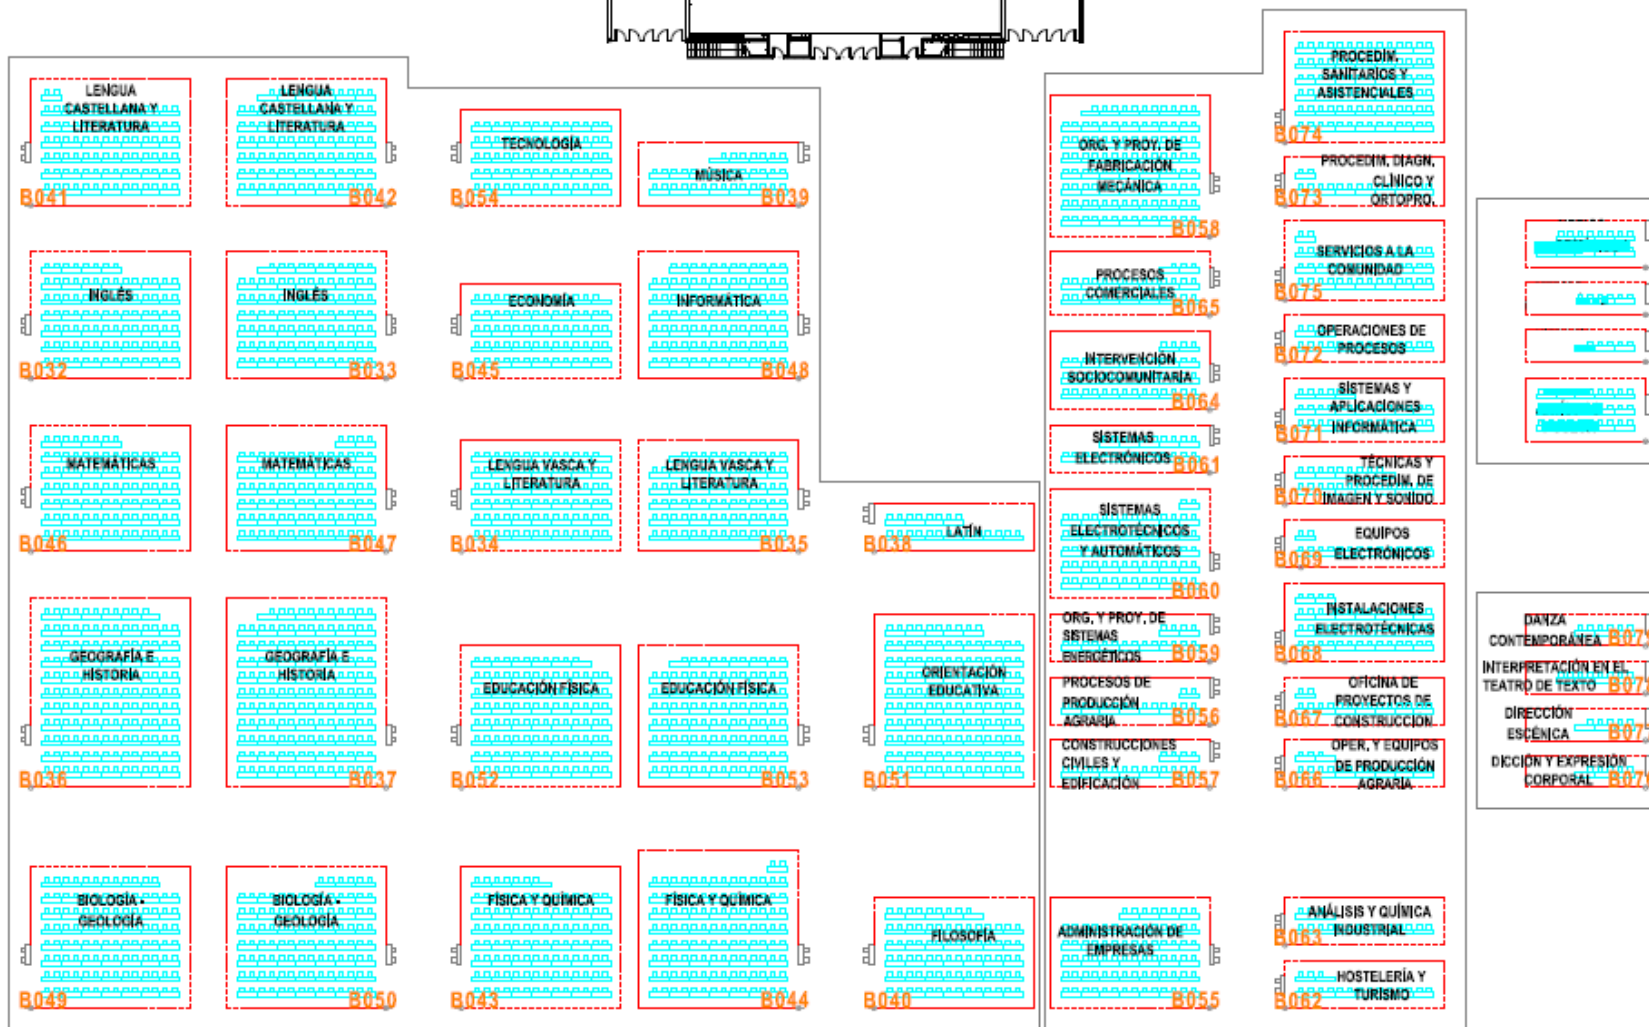 LENGUA
CASTELLANA Y
LITERATURA
B041
LENGUA
CASTELLANA Y
LITERATURA
B042
TECNOLOGÍA
B054
MÚSICA
B039
INGLÉS
B032
INGLÉS
B033
ECONOMÍA
B045
INFORMÁTICA
B048
MATEMÁTICAS
B046
MATEMÁTICAS
B047
LENGUA VASCA Y
LITERATURA
B034
LENGUA VASCA Y
LITERATURA
B035
LATÍN
B038
GEOGRAFÍA E
HISTORIA
B036
GEOGRAFÍA E
HISTORIA
B037
EDUCACIÓN FÍSICA
B052
EDUCACIÓN FÍSICA
B053
ORIENTACIÓN
EDUCATIVA
B051
BIOLOGÍA -
GEOLOGÍA
B049
BIOLOGÍA -
GEOLOGÍA
B050
FÍSICA Y QUÍMICA
B043
FÍSICA Y QUÍMICA
B044
FILOSOFÍA
B040
ORG. Y PROY. DE
FABRICACIÓN
MECÁNICA
B058
PROCESOS
COMERCIALES
B065
INTERVENCIÓN
SOCIOCOMUNITARIA
B064
SISTEMAS
ELECTRÓNICOS
B061
SISTEMAS
ELECTROTÉCNICOS
Y AUTOMÁTICOS
B060
ORG. Y PROY. DE
SISTEMAS
ENERGÉTICOS
B059
PROCESOS DE
PRODUCCIÓN
AGRARIA
B056
CONSTRUCCIONES
CIVILES Y
EDIFICACIÓN
B057
ADMINISTRACIÓN DE
EMPRESAS
B055
PROCEDIM.
SANITARIOS Y
ASISTENCIALES
B074
PROCEDIM. DIAGN.
CLÍNICO Y
ORTOPRO.
B073
SERVICIOS A LA
COMUNIDAD
B075
OPERACIONES DE
PROCESOS
B072
SISTEMAS Y
APLICACIONES
INFORMÁTICA
B071
TÉCNICAS Y
PROCEDIM. DE
IMAGEN Y SONIDO
B070
EQUIPOS
ELECTRÓNICOS
B069
INSTALACIONES
ELECTROTÉCNICAS
B068
OFICINA DE
PROYECTOS DE
CONSTRUCCIÓN
B067
OPER. Y EQUIPOS
DE PRODUCCIÓN
AGRARIA
B066
ANÁLISIS Y QUÍMICA
INDUSTRIAL
B063
HOSTELERÍA Y
TURISMO
B062
DANZA
CONTEMPORÁNEA
INTERPRETACIÓN EN EL
TEATRO DE TEXTO
DIRECCIÓN
ESCÉNICA
DICCIÓN Y EXPRESIÓN
CORPORAL